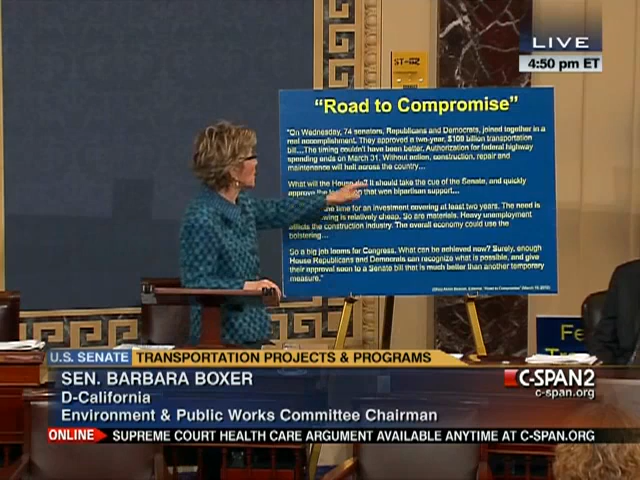 LIVE
4:50 pm ET
"Road to Compromise"
"On Wednesday, 74 senators, Republicans and Democrats, joined together in a
real accomplishment. They approved a two-year, $109 billion transportation
bill....The timing couldn't have been better. Authorization for federal highway
spending ends on March 31. Without action, construction, repair and
maintenance will halt across the country...
What will the House do? It should take the cue of the Senate, and quickly
approve the that won bipartisan support...
the time for an investment covering at least two years. The need is
is relatively cheap. So are materials. Heavy unemployment
afflicts the construction industry. The overall economy could use the
bolstering...
So a big job looms for Congress. What can be achieved now? Surely, enough
House Republicans and Democrats can recognize what is possible, and give
their approval soon to a Senate bill that is much better than another temporary
measure."
"Road to Compromise"
Fe
U.S. SENATE TRANSPORTATION PROJECTS & PROGRAMS
SEN. BARBARA BOXER
D-California
Environment & Public Works Committee Chairman
C-SPAN2
c-span.org
ONLINE SUPREME COURT HEALTH CARE ARGUMENT AVAILABLE ANYTIME AT C-SPAN.ORG